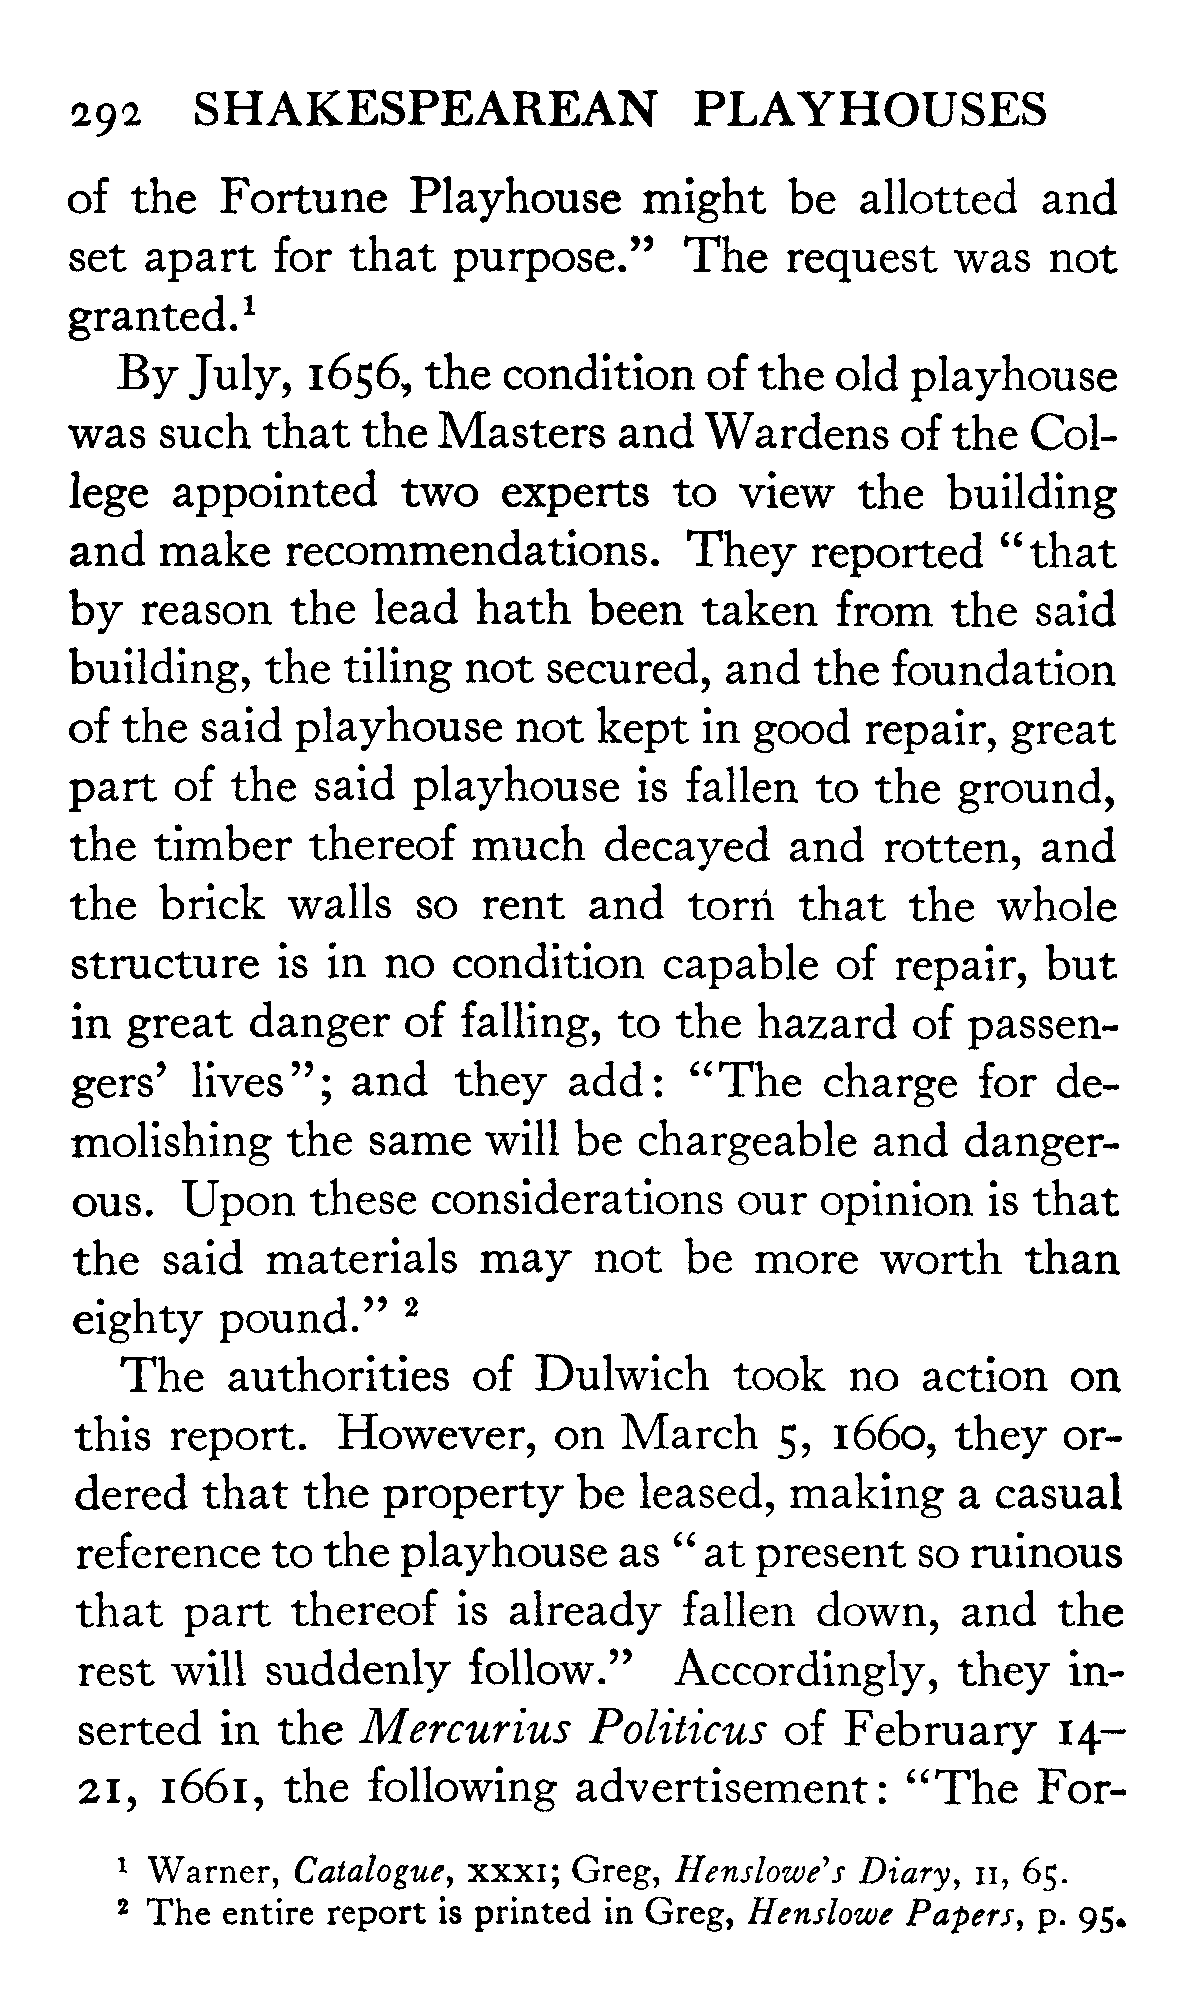 292 SHAKESPEAREAN PLAYHOUSES
of the Fortune Playhouse might be allotted and
set apart for that purpose.” The request was not
granted.¹
By July, 1656, the condition of the old playhouse
was such that the Masters and Wardens of the Col-
lege appointed two experts to view the building
and make recommendations. They reported “that
by reason the lead hath been taken from the said
building, the tiling not secured, and the foundation
of the said playhouse not kept in good repair, great
part of the said playhouse is fallen to the ground,
the timber thereof much decayed and rotten, and
the brick walls so rent and torn that the whole
structure is in no condition capable of repair, but
in great danger of falling, to the hazard of passen-
gers’ lives”; and they add: “The charge for de-
molishing the same will be chargeable and danger-
ous. Upon these considerations our opinion is that
the said materials may not be more worth than
eighty pound.” ²
The authorities of Dulwich took no action on
this report. However, on March 5, 1660, they or-
dered that the property be leased, making a casual
reference to the playhouse as “at present so ruinous
that part thereof is already fallen down, and the
rest will suddenly follow.” Accordingly, they in-
serted in the Mercurius Politicus of February 14–
21, 1661, the following advertisement: “The For-
¹ Warner, Catalogue, XXXI; Greg, Henslowe’s Diary, II, 65.
² The entire report is printed in Greg, Henslowe Papers, p. 95.